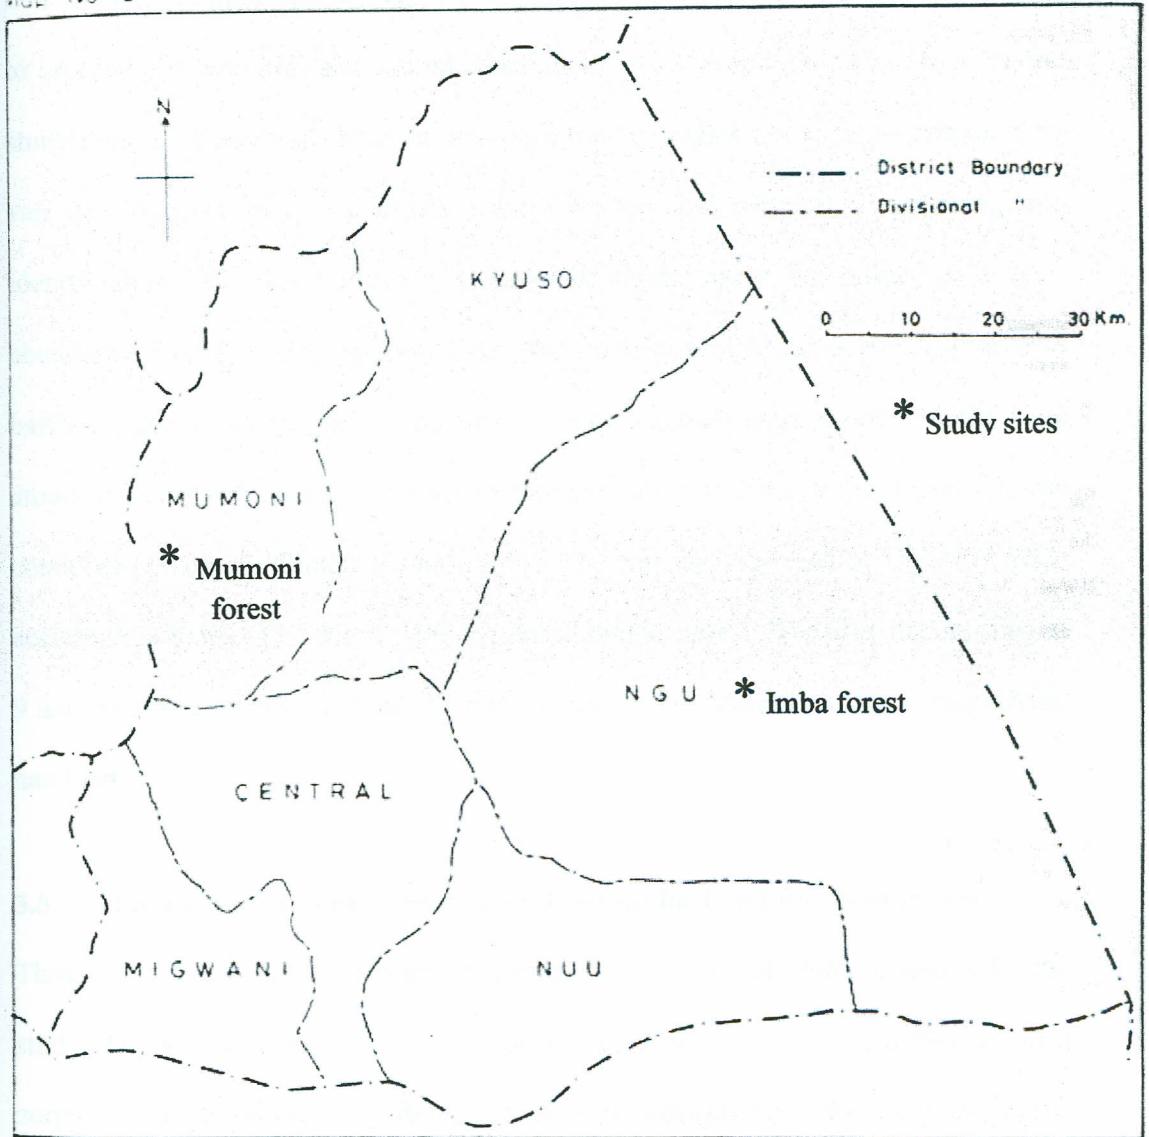 N
District Boundary
Divisional "
KYUSO
0 10 20 30 Km.
* Study sites
MUMONI
* Mumoni
forest
NGU * Imba forest
CENTRAL
MIGWANI
NUU